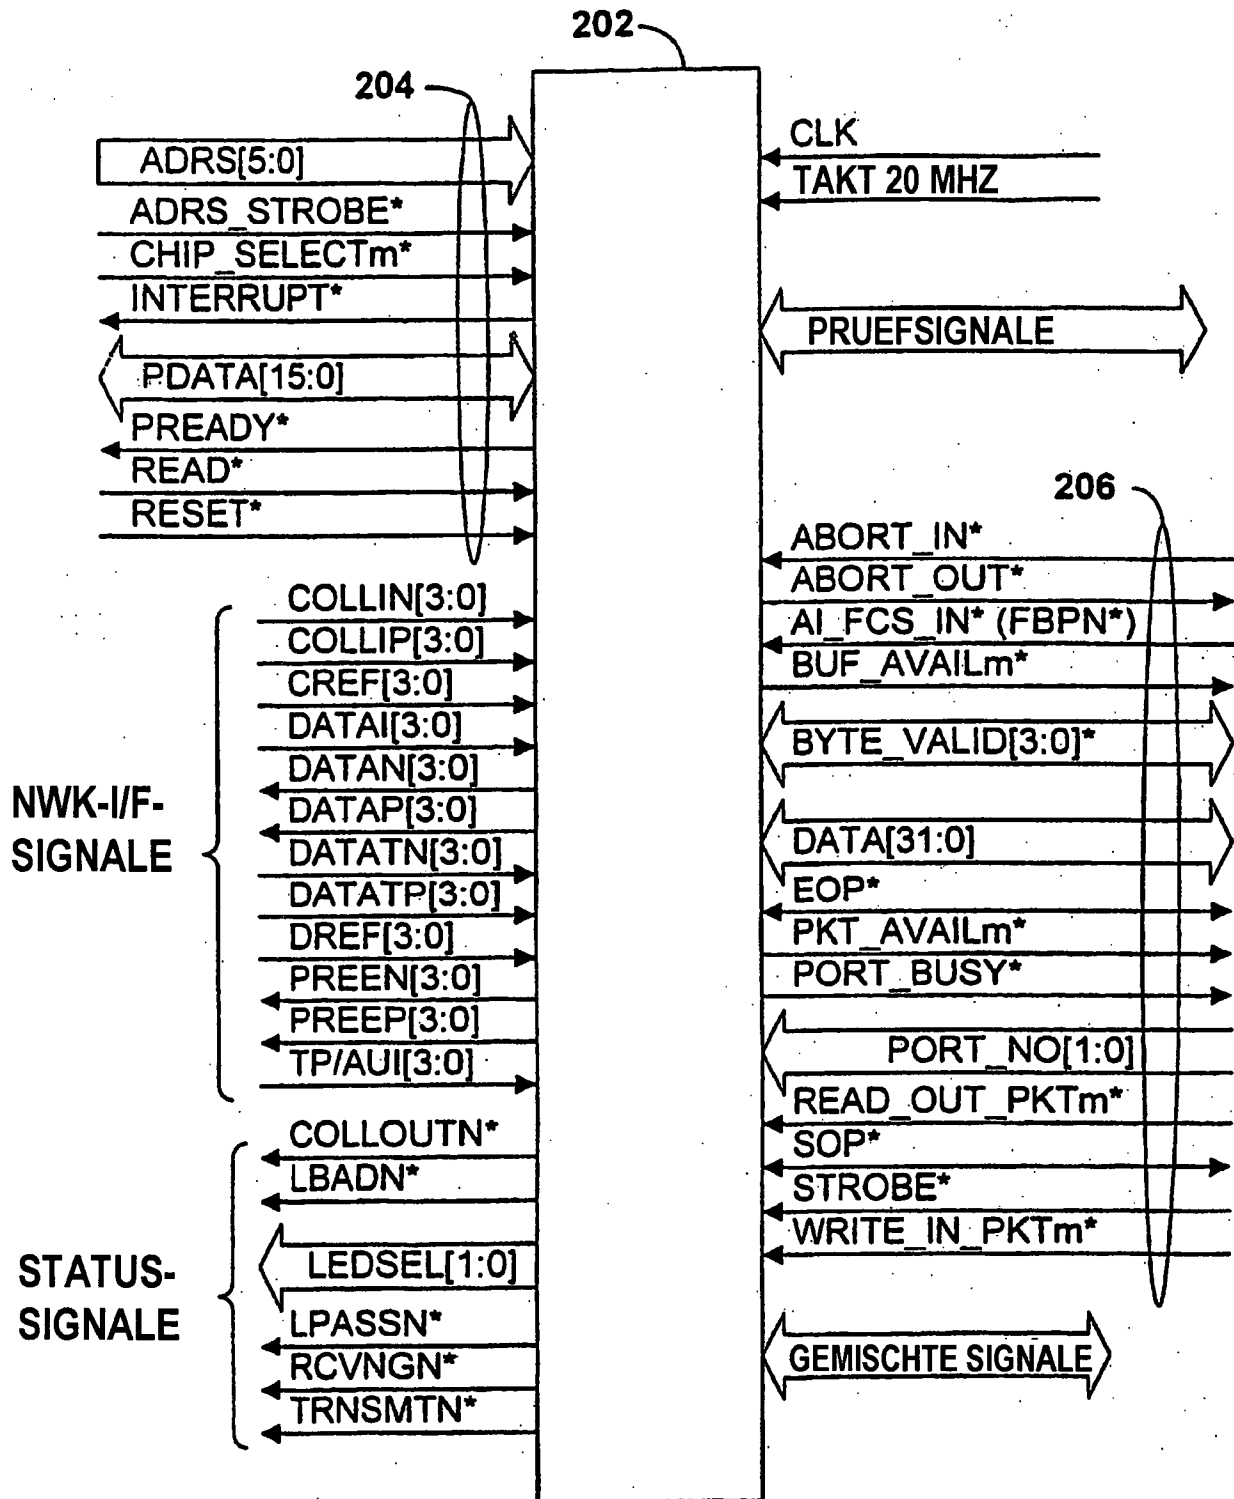 202
204
ADRS[5:0]
ADRS_STROBE*
CHIP_SELECTm*
INTERRUPT*
PDATA[15:0]
PREADY*
READ*
RESET*
NWK-I/F-
SIGNALE
COLLIN[3:0]
COLLIP[3:0]
CREF[3:0]
DATAI[3:0]
DATAN[3:0]
DATAP[3:0]
DATATN[3:0]
DATATP[3:0]
DREF[3:0]
PREEN[3:0]
PREEP[3:0]
TP/AUI[3:0]
STATUS-
SIGNALE
COLLOUTN*
LBADN*
LEDSEL[1:0]
LPASSN*
RCVNGN*
TRNSMTN*
CLK
TAKT 20 MHZ
PRUEFSIGNALE
206
ABORT_IN*
ABORT_OUT*
AI_FCS_IN* (FBPN*)
BUF_AVAILm*
BYTE_VALID[3:0]*
DATA[31:0]
EOP*
PKT_AVAILm*
PORT_BUSY*
PORT_NO[1:0]
READ_OUT_PKTm*
SOP*
STROBE*
WRITE_IN_PKTm*
GEMISCHTE SIGNALE